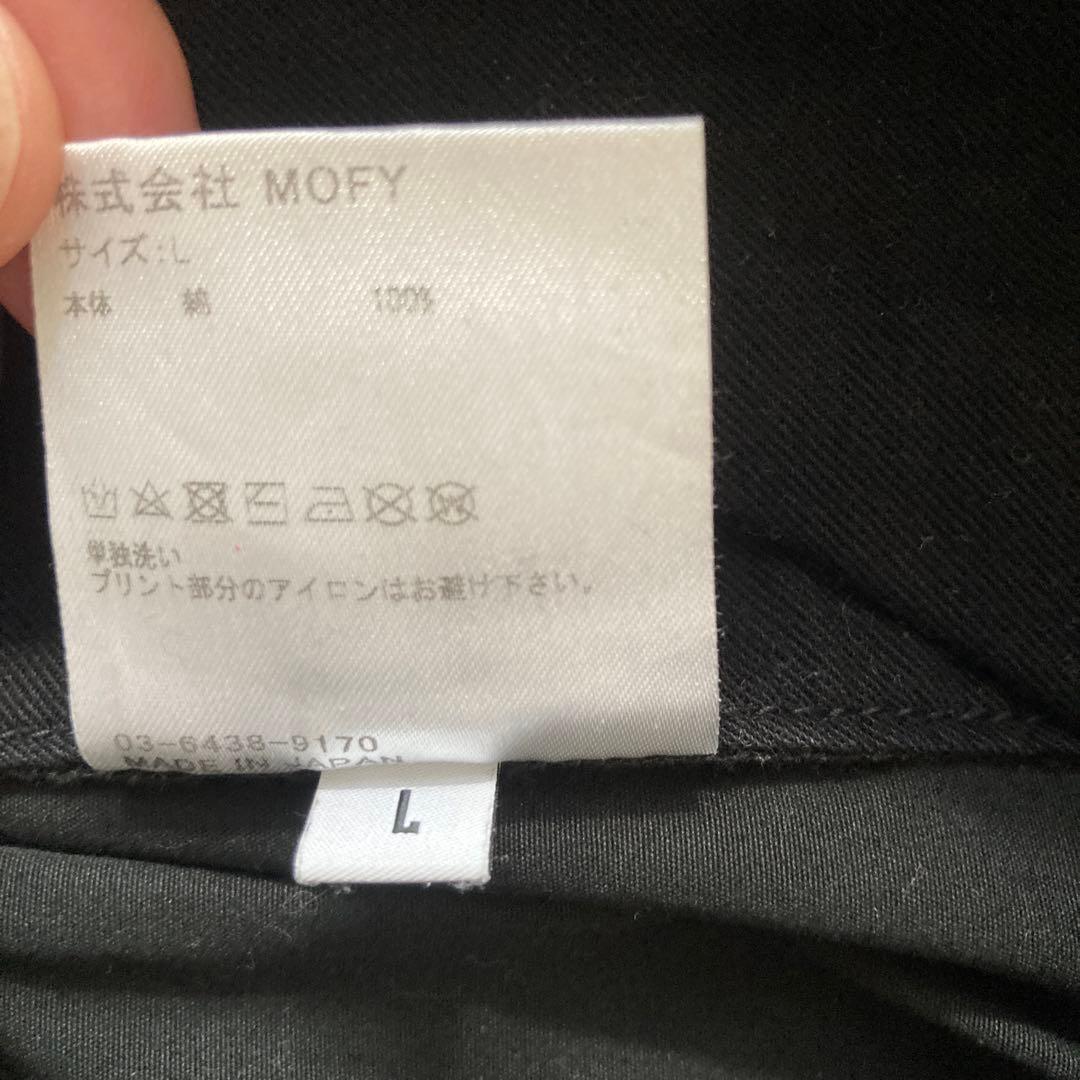 株式会社 MOFY
サイズ:L
本体 綿 100%
単独洗い
プリント部分のアイロンはお避け下さい。
03-6438-9170
MADE IN JAPAN
L